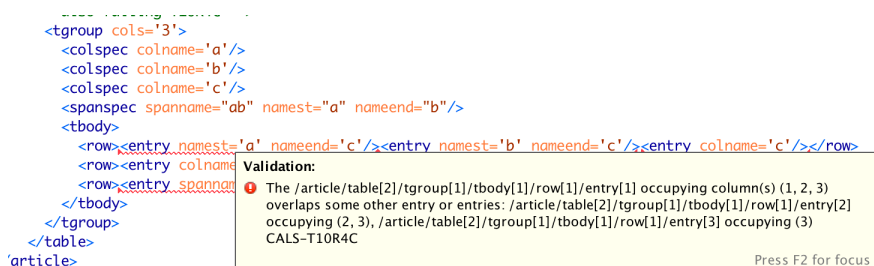 <tgroup cols='3'>
<colspec colname='a'/>
<colspec colname='b'/>
<colspec colname='c'/>
<spanspec spanname="ab" namest="a" nameend="b"/>
<tbody>
<row><entry namest='a' nameend='c'/><entry namest='b' nameend='c'/><entry colname='c'/></row>
<row><entry colname
<row><entry spannam
</tbody>
</tgroup>
</table>
/article>
Validation:
The /article/table[2]/tgroup[1]/tbody[1]/row[1]/entry[1] occupying column(s) (1, 2, 3)
overlaps some other entry or entries: /article/table[2]/tgroup[1]/tbody[1]/row[1]/entry[2]
occupying (2, 3), /article/table[2]/tgroup[1]/tbody[1]/row[1]/entry[3] occupying (3)
CALS-T10R4C
Press F2 for focus